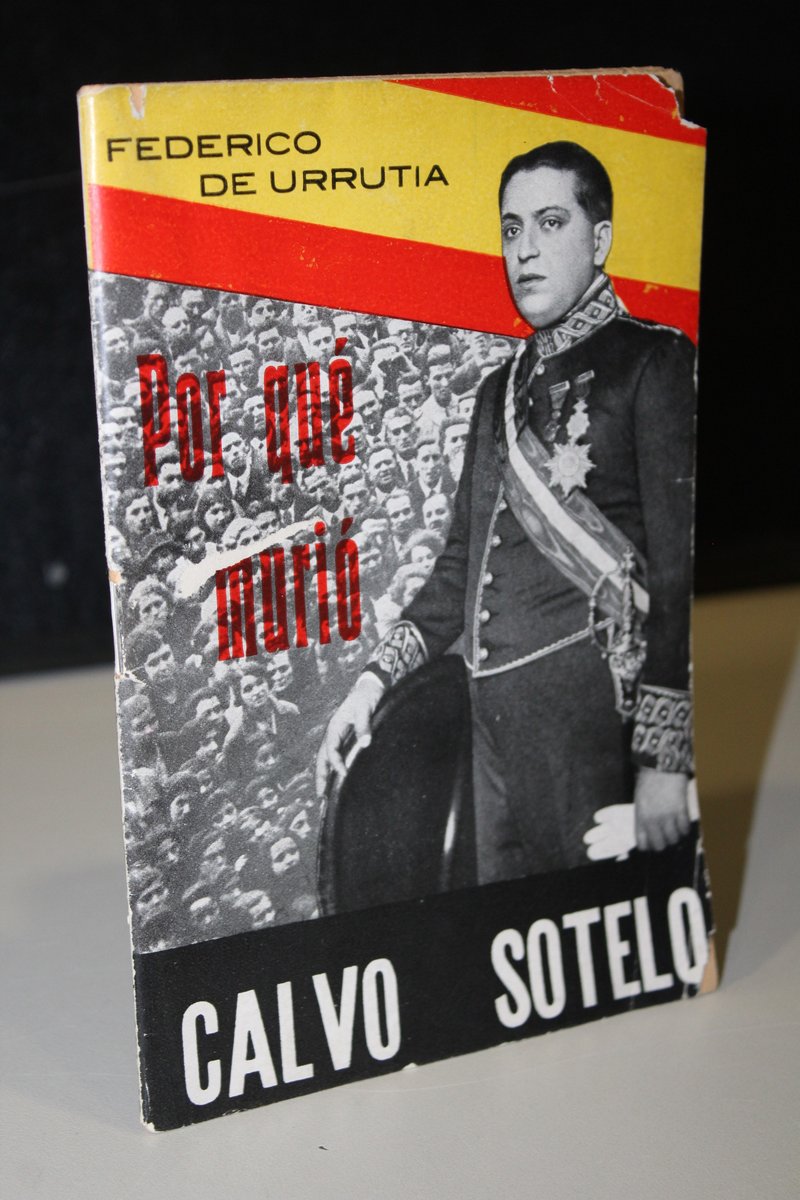 FEDERICO
DE URRUTIA
Por qué
murió
CALVO SOTELO